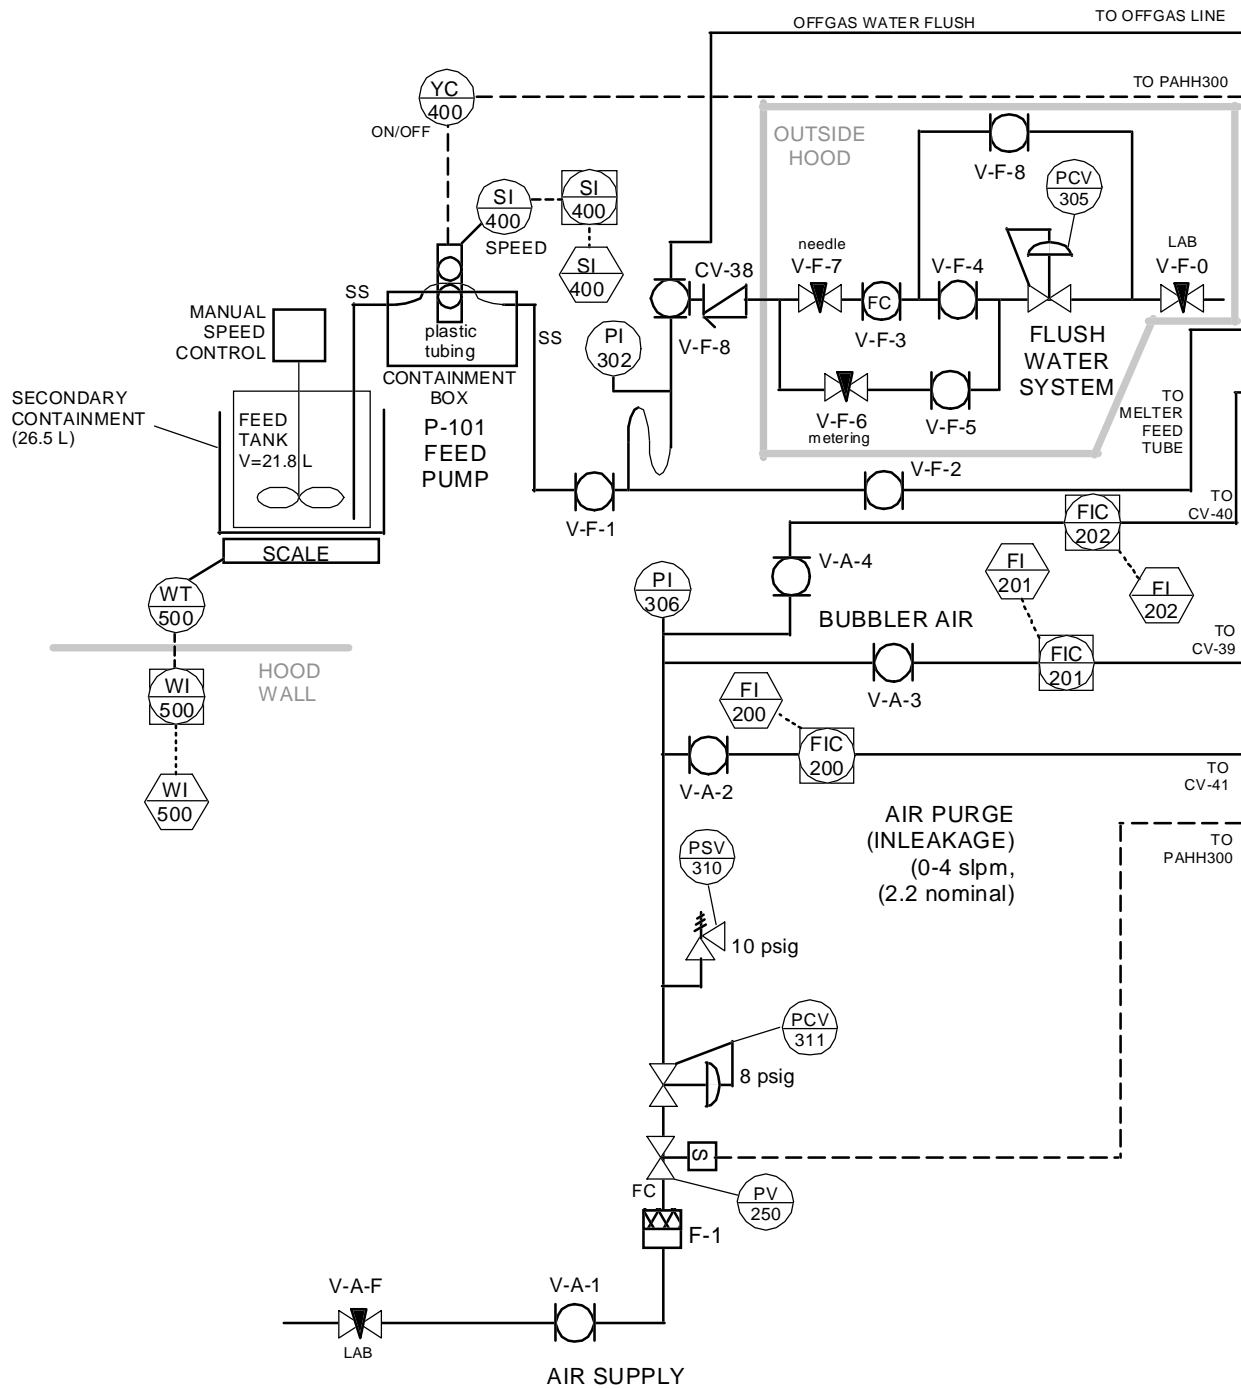 OFFGAS WATER FLUSH
TO OFFGAS LINE
YC
400
ON/OFF
TO PAHH300
OUTSIDE
HOOD
V-F-8
PCV
305
SI
400
SPEED
SI
400
SI
400
needle
V-F-7
V-F-4
LAB
V-F-0
CV-38
SS
MANUAL
SPEED
CONTROL
plastic
tubing
SS
PI
302
V-F-8
FC
V-F-3
FLUSH
WATER
SYSTEM
CONTAINMENT
BOX
P-101
FEED
PUMP
SECONDARY
CONTAINMENT
(26.5 L)
FEED
TANK
V=21.8 L
V-F-6
metering
V-F-5
TO
MELTER
FEED
TUBE
V-F-2
V-F-1
TO
CV-40
FIC
202
SCALE
V-A-4
FI
201
FI
202
WT
500
PI
306
BUBBLER AIR
TO
CV-39
HOOD
WALL
WI
500
FIC
201
V-A-3
FI
200
FIC
200
V-A-2
TO
CV-41
WI
500
AIR PURGE
(INLEAKAGE)
(0-4 slpm,
(2.2 nominal)
TO
PAHH300
PSV
310
10 psig
PCV
311
8 psig
S
FC
PV
250
F-1
V-A-F
LAB
V-A-1
AIR SUPPLY